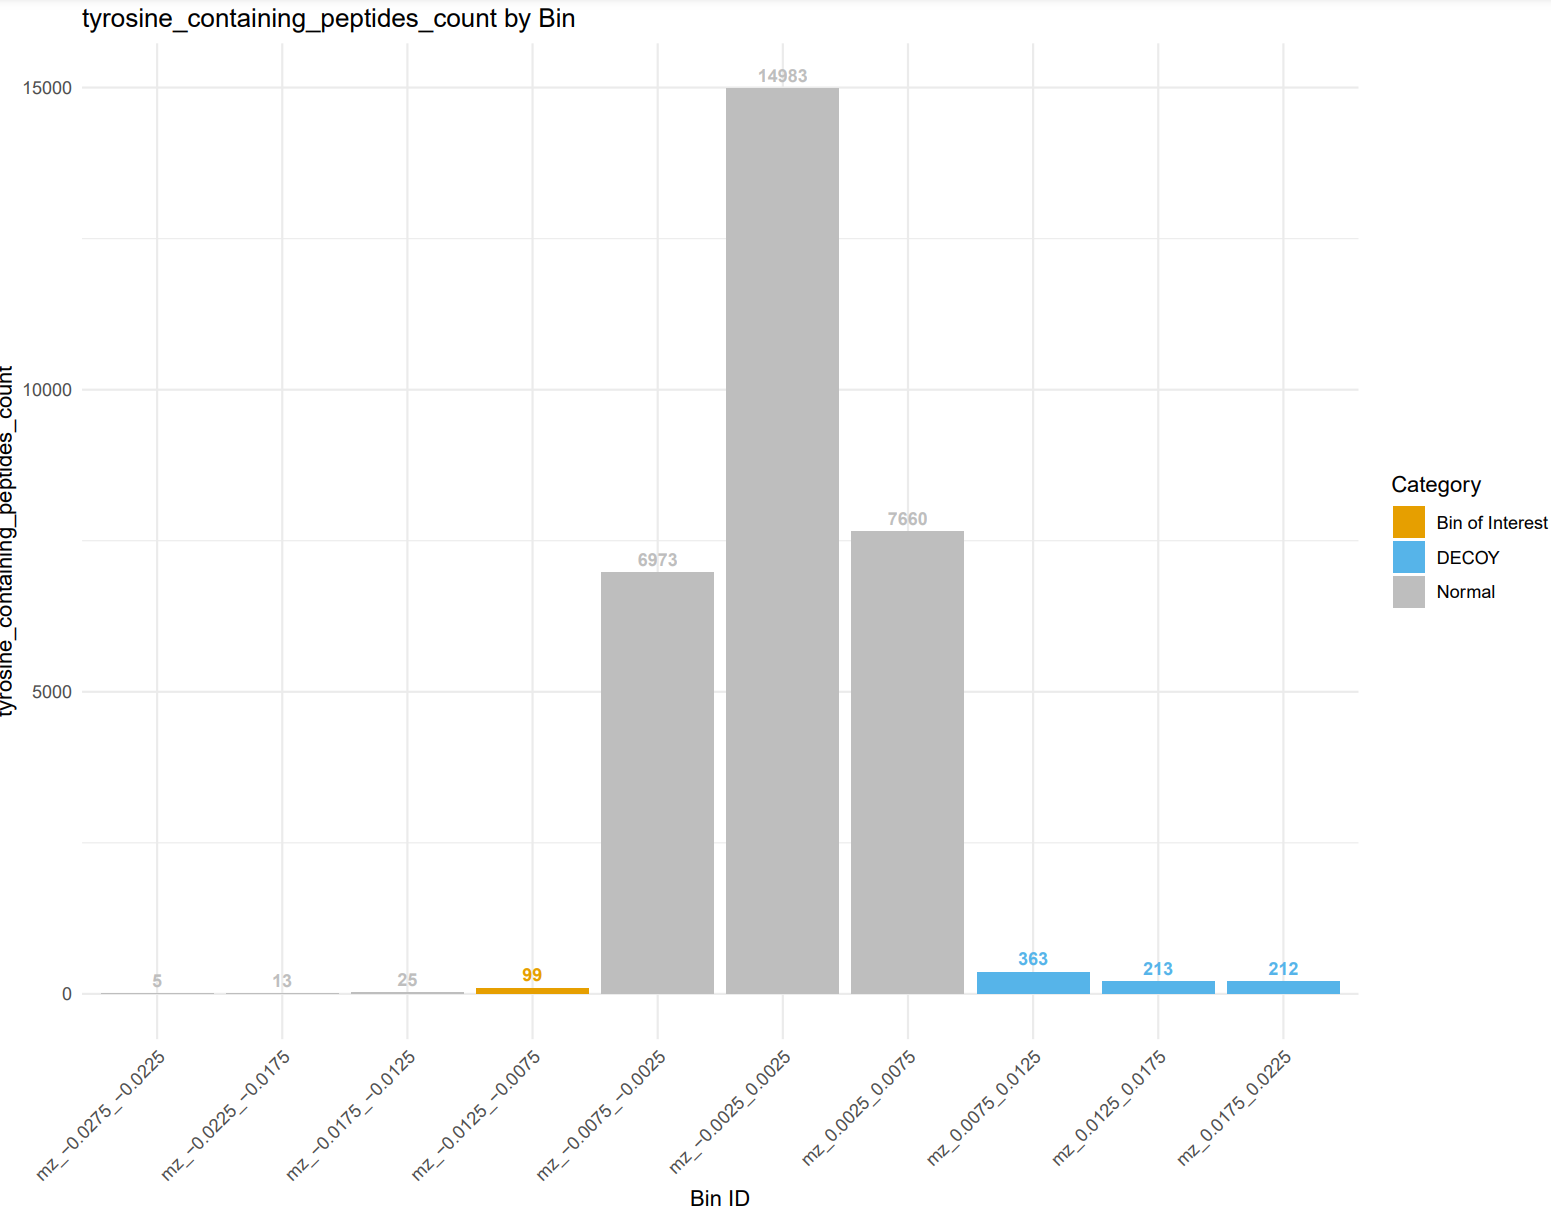 tyrosine_containing_peptides_count by Bin
tyrosine_containing_peptides_count
15000
10000
5000
0
5
13
25
99
6973
14983
7660
363
213
212
mz_−0.0275_−0.0225
mz_−0.0225_−0.0175
mz_−0.0175_−0.0125
mz_−0.0125_−0.0075
mz_−0.0075_−0.0025
mz_−0.0025_0.0025
mz_0.0025_0.0075
mz_0.0075_0.0125
mz_0.0125_0.0175
mz_0.0175_0.0225
Bin ID
Category
Bin of Interest
DECOY
Normal